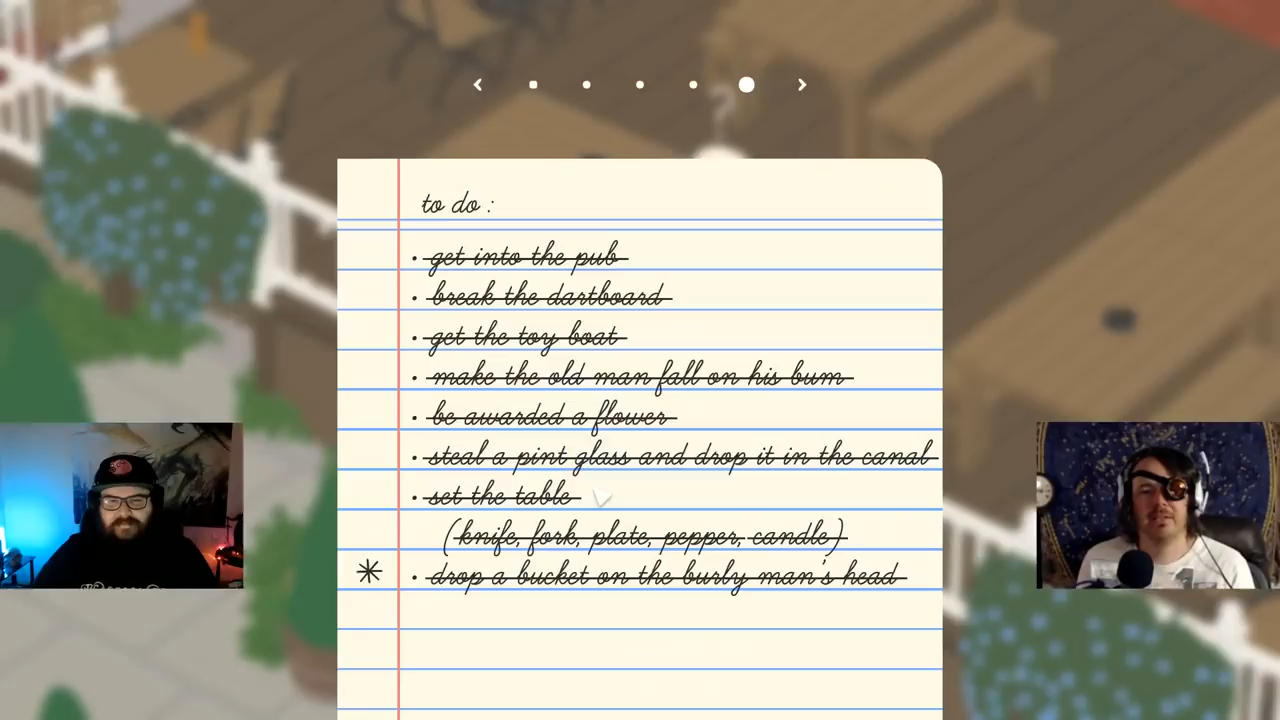 to do :
• get into the pub
• break the dartboard
• get the toy boat
• make the old man fall on his bum
• be awarded a flower
• steal a pint glass and drop it in the canal
• set the table
(knife, fork, plate, pepper, candle)
• drop a bucket on the burly man's head